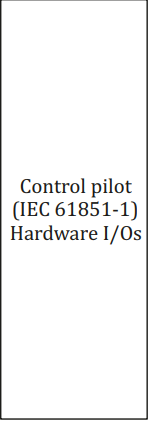 Control pilot
(IEC 61851-1)
Hardware I/Os